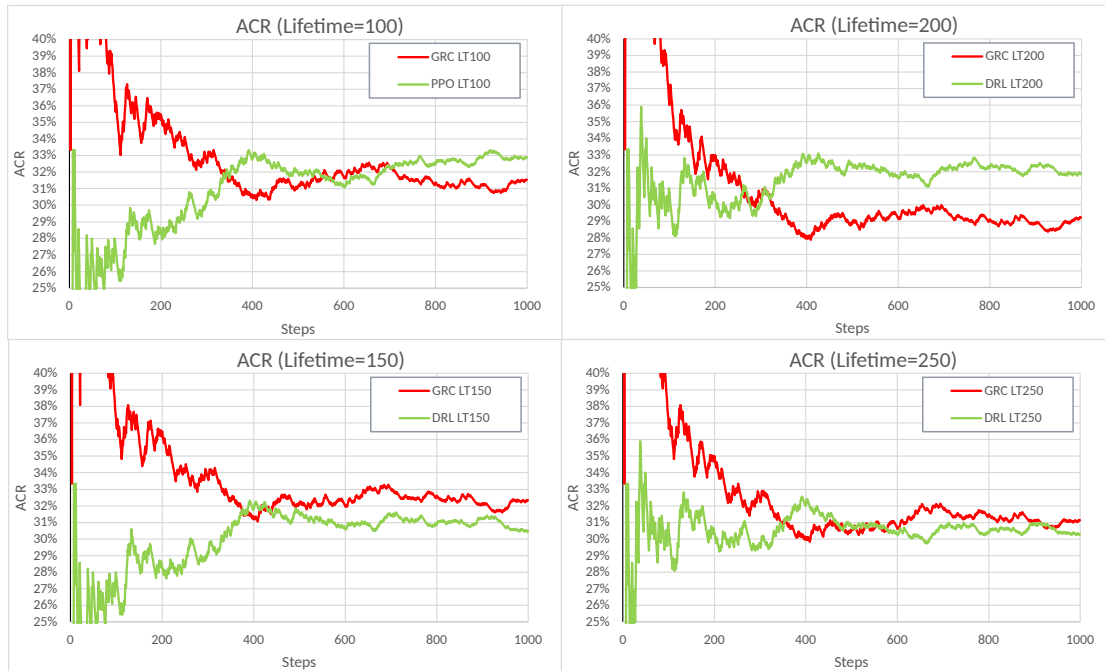 ACR (Lifetime=100)
40%
39%
38%
37%
36%
35%
34%
33%
32%
31%
30%
29%
28%
27%
26%
25%
ACR
GRC LT100
PPO LT100
0 200 400 600 800 1000
Steps
ACR (Lifetime=200)
40%
39%
38%
37%
36%
35%
34%
33%
32%
31%
30%
29%
28%
27%
26%
25%
ACR
GRC LT200
DRL LT200
0 200 400 600 800 1000
Steps
ACR (Lifetime=150)
40%
39%
38%
37%
36%
35%
34%
33%
32%
31%
30%
29%
28%
27%
26%
25%
ACR
GRC LT150
DRL LT150
0 200 400 600 800 1000
Steps
ACR (Lifetime=250)
40%
39%
38%
37%
36%
35%
34%
33%
32%
31%
30%
29%
28%
27%
26%
25%
ACR
GRC LT250
DRL LT250
0 200 400 600 800 1000
Steps